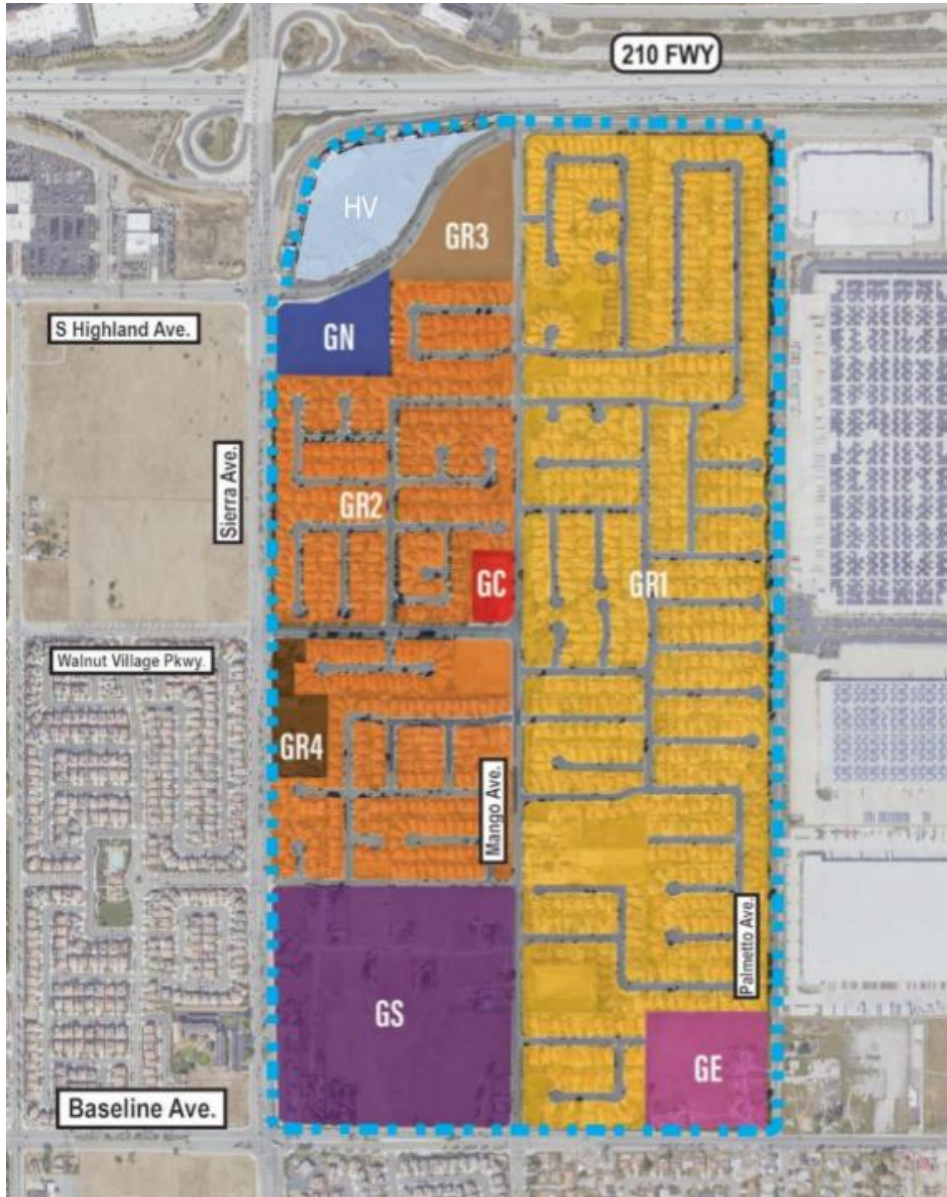 210 FWY
HV
GR3
S Highland Ave.
GN
Sierra Ave.
GR2
GC
GR1
Walnut Village Pkwy.
GR4
Mango Ave.
Palmetto Ave.
GS
GE
Baseline Ave.